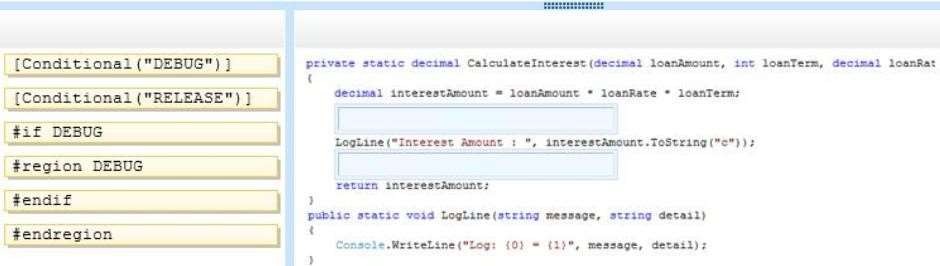 [Conditional("DEBUG")]
[Conditional("RELEASE")]
#if DEBUG
#region DEBUG
#endif
#endregion
private static decimal CalculateInterest(decimal loanAmount, int loanTerm, decimal loanRat
{
decimal interestAmount = loanAmount * loanRate * loanTerm;
LogLine("Interest Amount : ", interestAmount.ToString("c"));
return interestAmount;
}
public static void LogLine(string message, string detail)
{
Console.WriteLine("Log: {0} = {1}", message, detail);
}